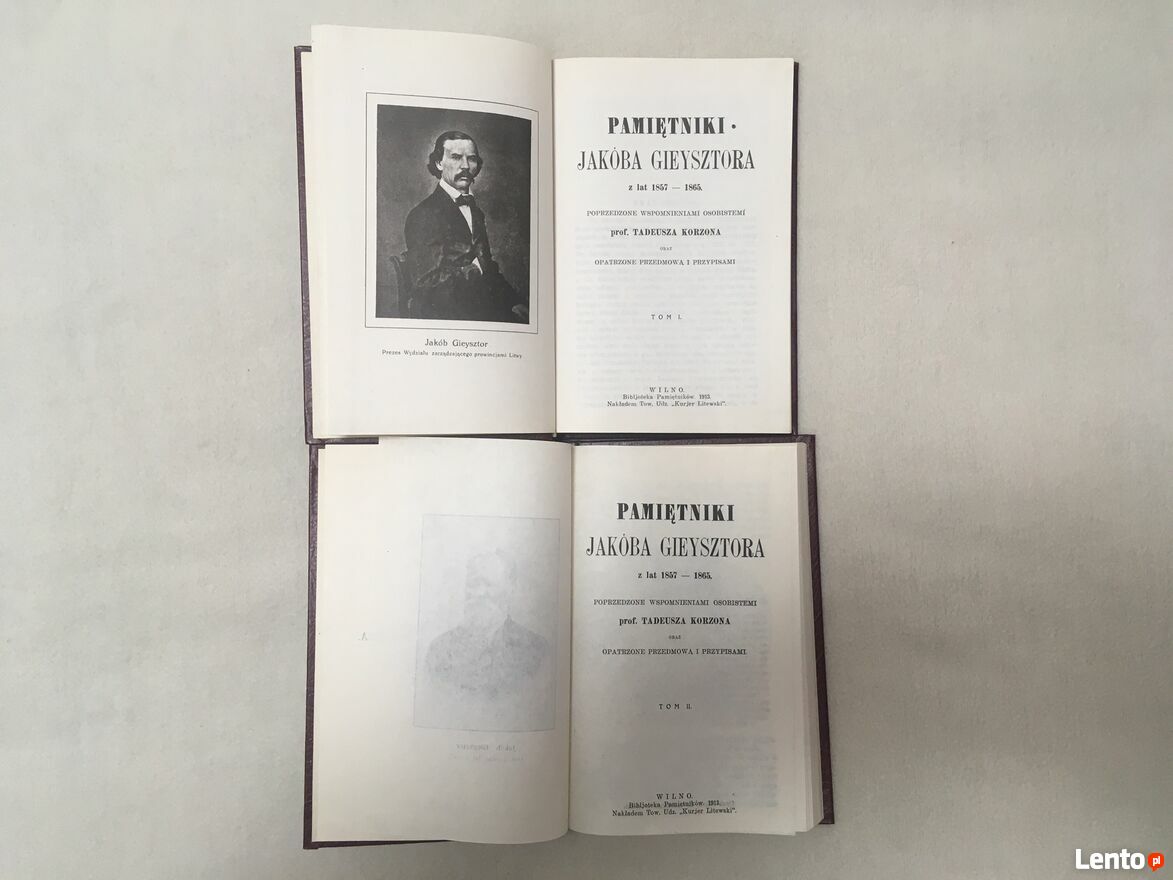 Jakób Gieysztor
Prezes Wydziału zarządzającego prowincjami Litwy
PAMIĘTNIKI
JAKÓBA GIEYSZTORA
z lat 1857 — 1865.
POPRZEDZONE WSPOMNIENIAMI OSOBISTEMI
prof. TADEUSZA KORZONA
ORAZ
OPATRZONE PRZEDMOWĄ I PRZYPISAMI
TOM I.
WILNO.
Bibljoteka Pamiętników. 1913.
Nakładem Tow. Udz. „Kurjer Litewski".
PAMIĘTNIKI
JAKÓBA GIEYSZTORA
z lat 1857 — 1865.
POPRZEDZONE WSPOMNIENIAMI OSOBISTEMI
prof. TADEUSZA KORZONA
ORAZ
OPATRZONE PRZEDMOWĄ I PRZYPISAMI.
TOM II.
WILNO.
Bibljoteka Pamiętników. 1913.
Nakładem Tow. Udz. „Kurjer Litewski".
Lento.pl